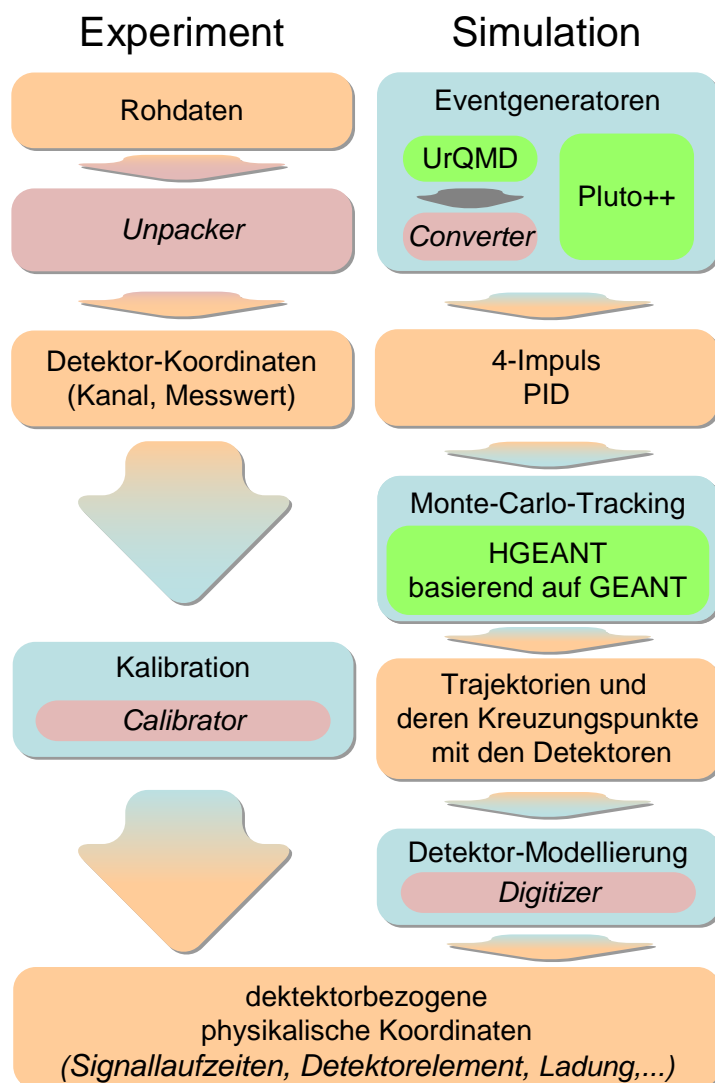 Experiment
Rohdaten
Unpacker
Detektor-Koordinaten
(Kanal, Messwert)
Kalibration
Calibrator
Simulation
Eventgeneratoren
UrQMD
Converter
Pluto++
4-Impuls
PID
Monte-Carlo-Tracking
HGEANT
basierend auf GEANT
Trajektorien und
deren Kreuzungspunkte
mit den Detektoren
Detektor-Modellierung
Digitizer
dektektorbezogene
physikalische Koordinaten
(Signallaufzeiten, Detektorelement, Ladung,...)